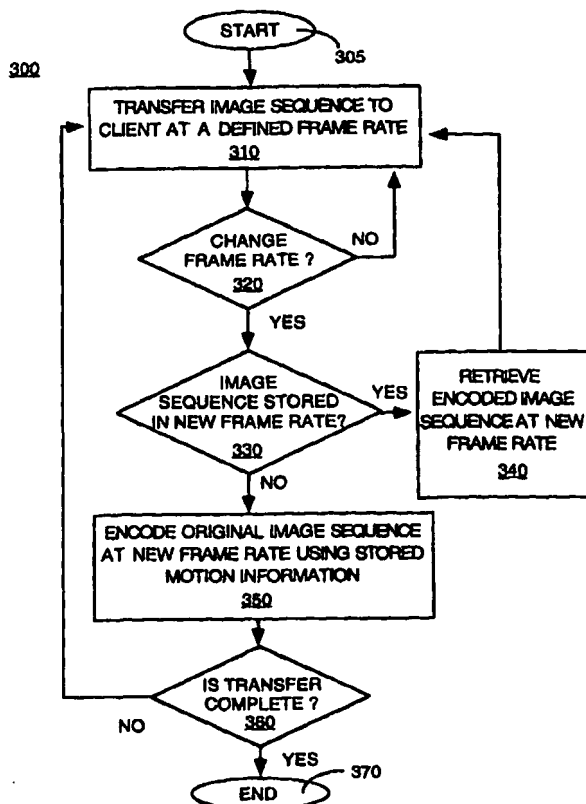 START
305
300
TRANSFER IMAGE SEQUENCE TO
CLIENT AT A DEFINED FRAME RATE
310
CHANGE
FRAME RATE ?
320
NO
YES
IMAGE
SEQUENCE STORED
IN NEW FRAME RATE?
330
YES
RETRIEVE
ENCODED IMAGE
SEQUENCE AT NEW
FRAME RATE
340
NO
ENCODE ORIGINAL IMAGE SEQUENCE
AT NEW FRAME RATE USING STORED
MOTION INFORMATION
350
IS TRANSFER
COMPLETE ?
360
NO
YES
END
370